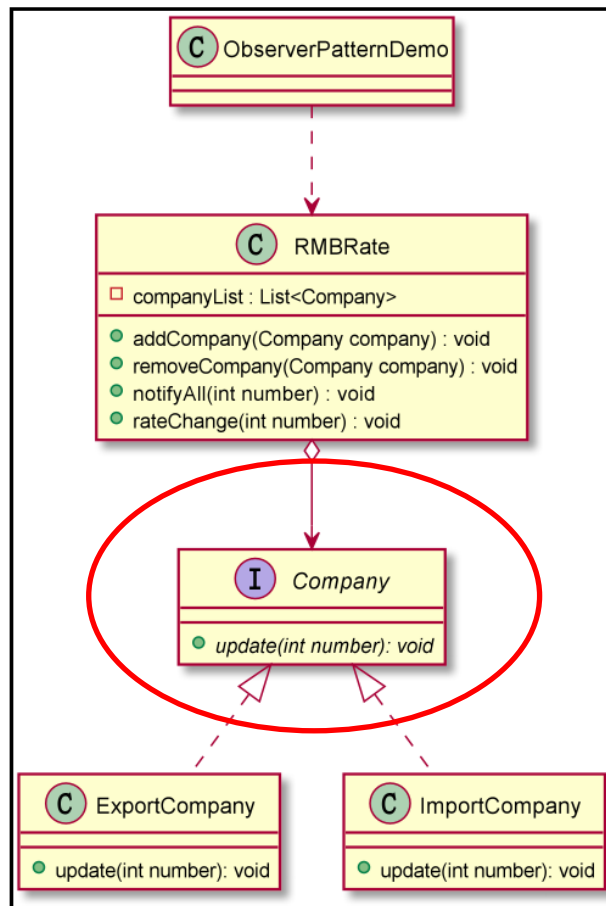 C ObserverPatternDemo
C RMBRate
companyList : List<Company>
addCompany(Company company) : void
removeCompany(Company company) : void
notifyAll(int number) : void
rateChange(int number) : void
I Company
update(int number): void
C ExportCompany
update(int number): void
C ImportCompany
update(int number): void